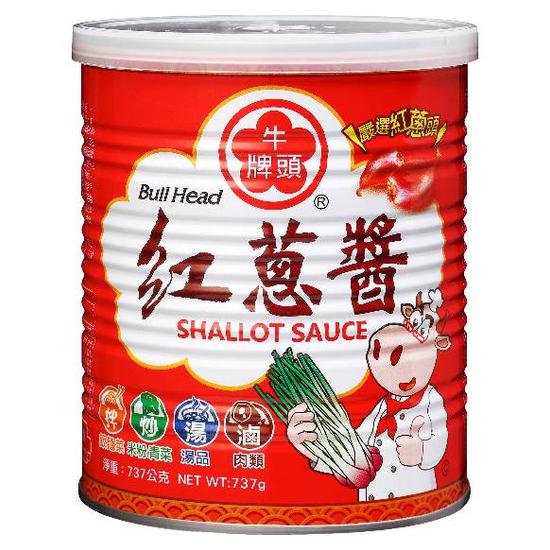 牛
頭
牌
®
嚴選紅蔥頭
Bull Head
紅蔥醬
SHALLOT SAUCE
拌 炒 湯 滷
米粉青菜 湯品 肉類
淨重：737公克 NET WT:737g